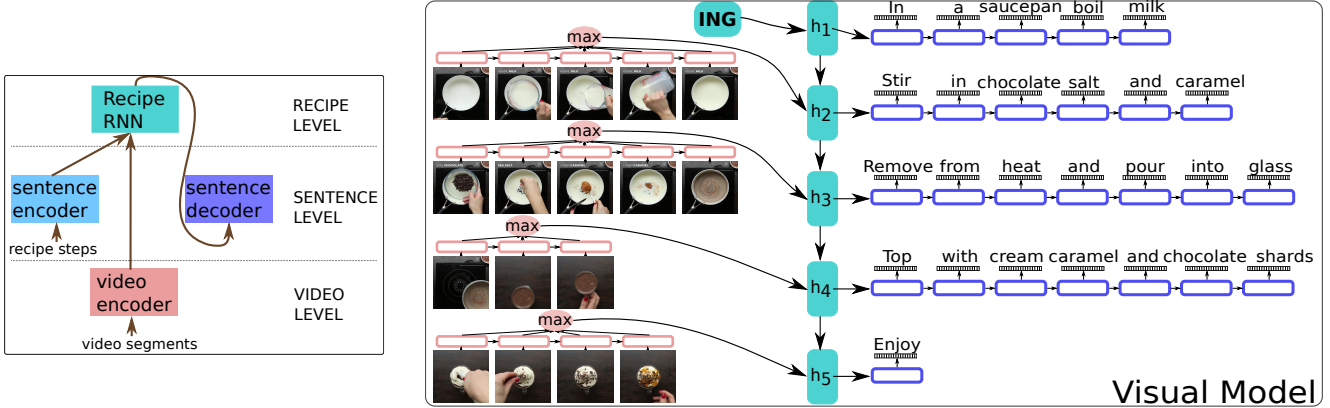 Recipe
RNN
RECIPE
LEVEL
sentence
encoder
sentence
decoder
SENTENCE
LEVEL
recipe steps
video
encoder
VIDEO
LEVEL
video segments
ING
h1
In a saucepan boil milk
max
h2
Stir in chocolate salt and caramel
max
h3
Remove from heat and pour into glass
max
h4
Top with cream caramel and chocolate shards
max
h5
Enjoy
Visual Model